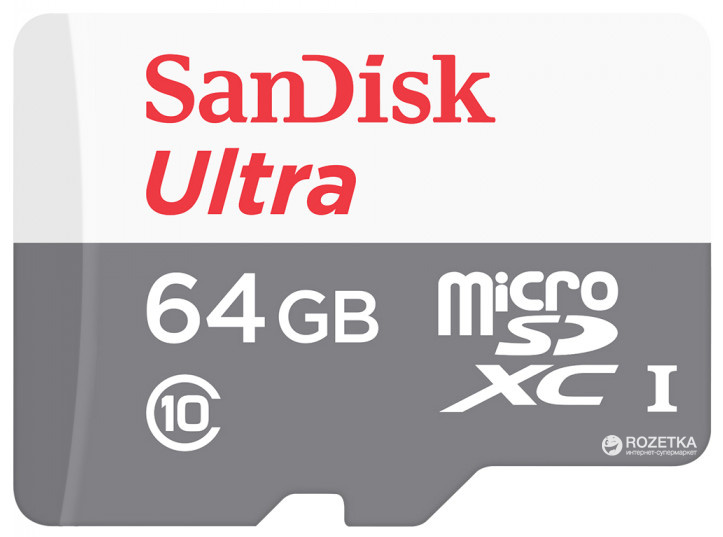 SanDisk
Ultra
64 GB
micro
SD
XC I
10
ROZETKA
интернет-супермаркет